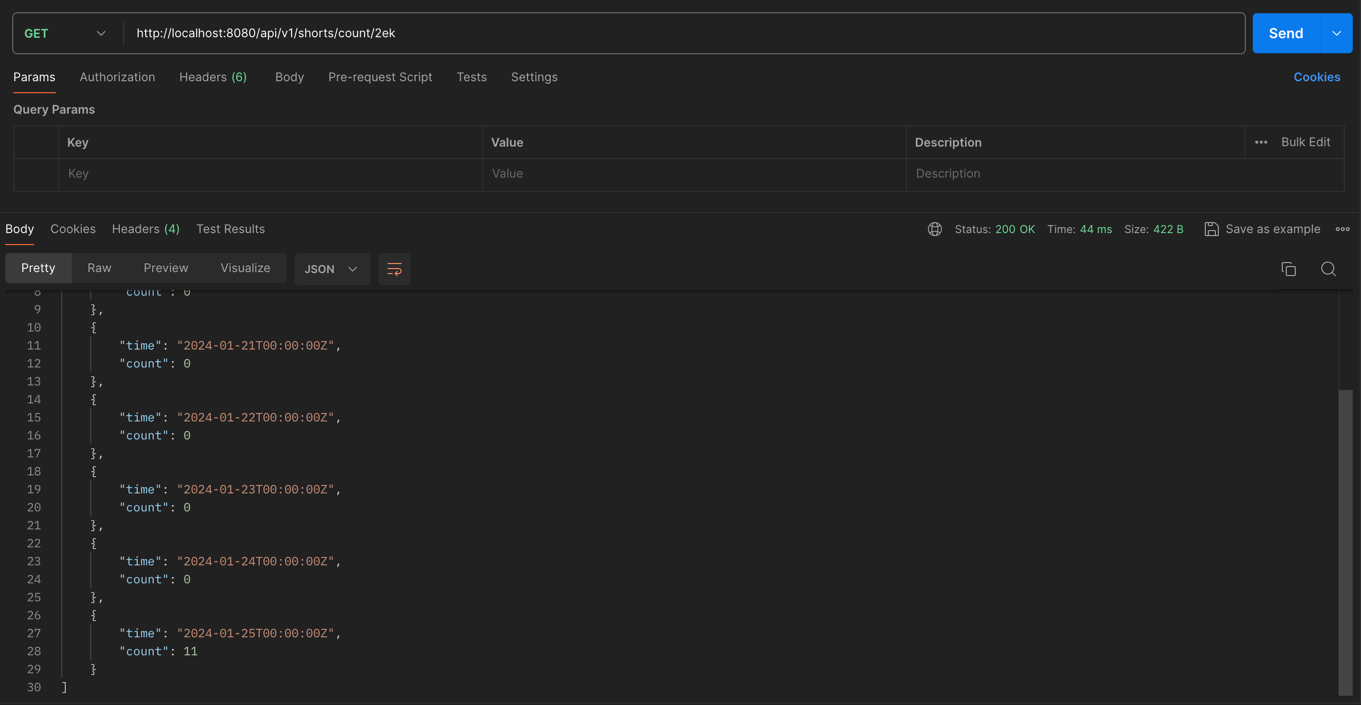 GET http://localhost:8080/api/v1/shorts/count/2ek Send
Params Authorization Headers (6) Body Pre-request Script Tests Settings Cookies
Query Params
Key Value Description ••• Bulk Edit
Key Value Description
Body Cookies Headers (4) Test Results Status: 200 OK Time: 44 ms Size: 422 B Save as example •••
Pretty Raw Preview Visualize JSON
8 "count": 0
9 },
10 {
11 "time": "2024-01-21T00:00:00Z",
12 "count": 0
13 },
14 {
15 "time": "2024-01-22T00:00:00Z",
16 "count": 0
17 },
18 {
19 "time": "2024-01-23T00:00:00Z",
20 "count": 0
21 },
22 {
23 "time": "2024-01-24T00:00:00Z",
24 "count": 0
25 },
26 {
27 "time": "2024-01-25T00:00:00Z",
28 "count": 11
29 }
30 ]